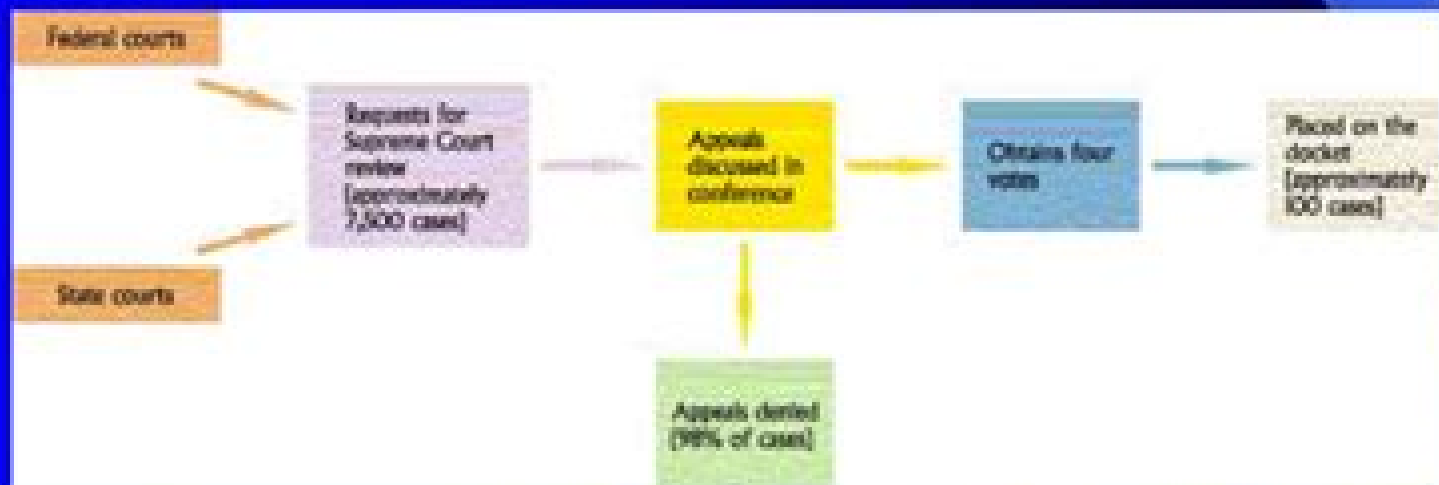 Federal courts
State courts
Requests for
Supreme Court
review
[approximately
7,500 cases]
Appeals
discussed in
conference
Appeals denied
[98% of cases]
Obtains four
votes
Placed on the
docket
[approximately
100 cases]